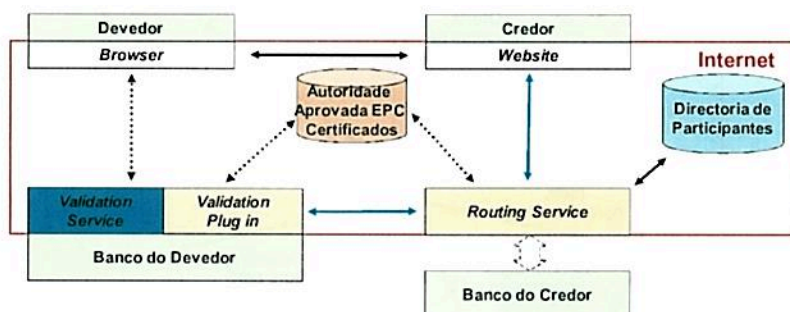 Devedor
Browser
Credor
Website
Internet
Autoridade
Aprovada EPC
Certificados
Directoria de
Participantes
Validation
Service
Validation
Plug in
Routing Service
Banco do Devedor
Banco do Credor